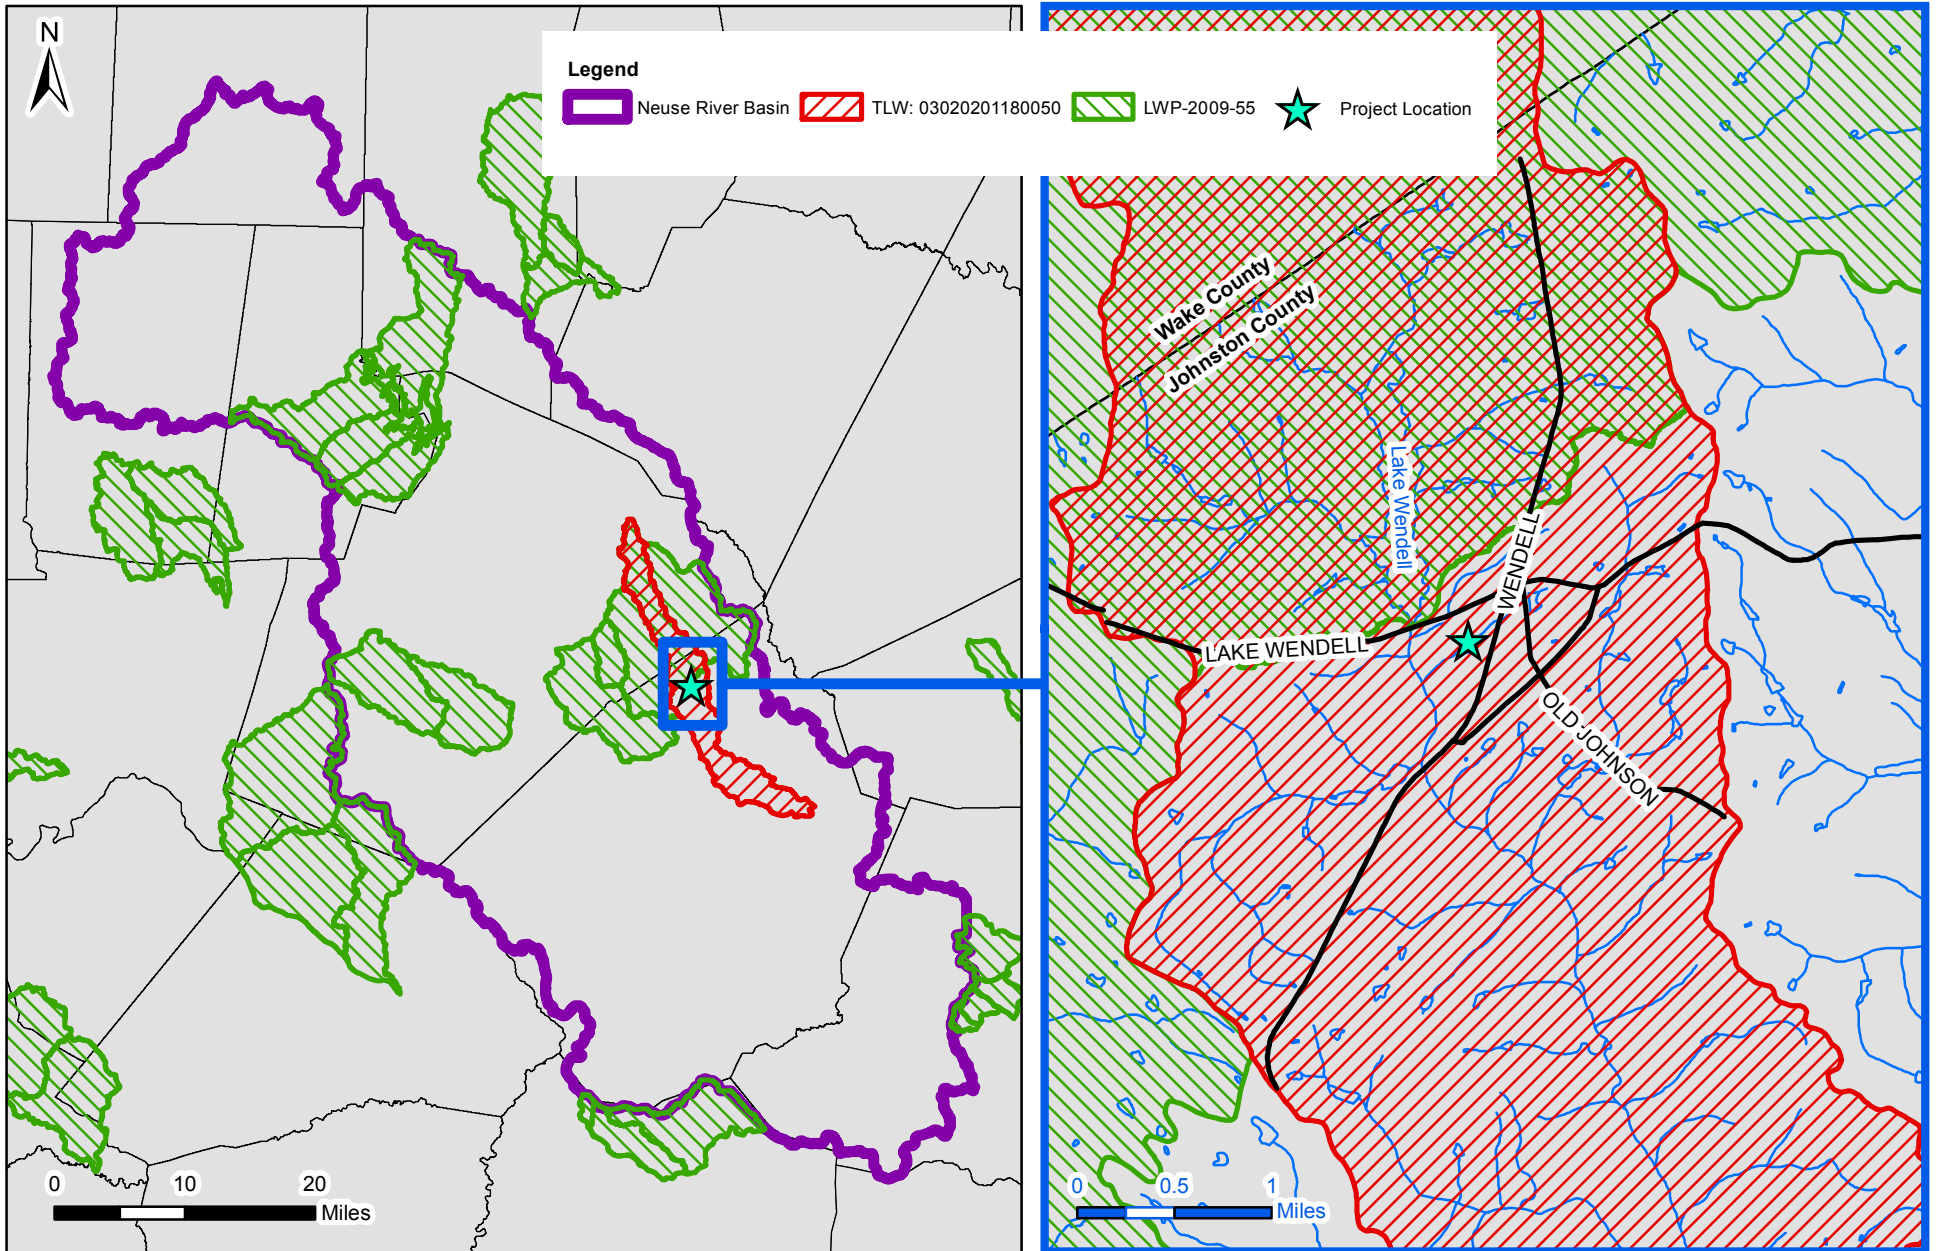 N
Legend
Neuse River Basin
TLW: 03020201180050
LWP-2009-55
Project Location
Wake County
Johnston County
Lake Wendell
WENDELL
LAKE WENDELL
OLD JOHNSON
0 10 20
Miles
0 0.5 1
Miles